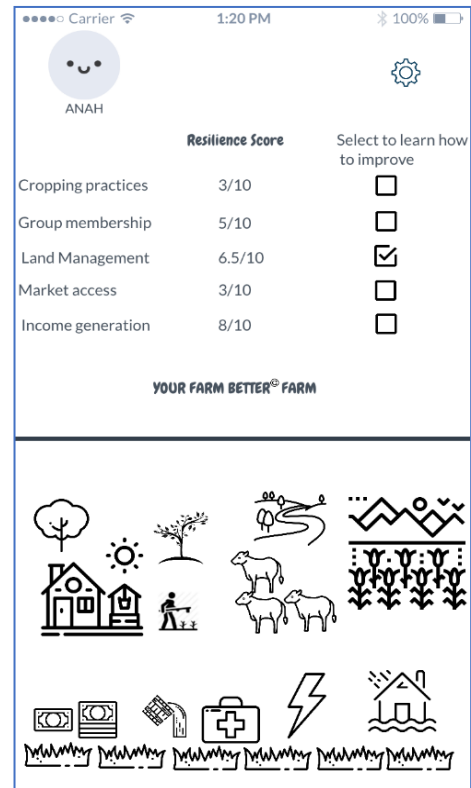 Carrier 1:20 PM 100%
ANAH
Resilience Score Select to learn how
to improve
Cropping practices 3/10
Group membership 5/10
Land Management 6.5/10
Market access 3/10
Income generation 8/10
YOUR FARM BETTER© FARM